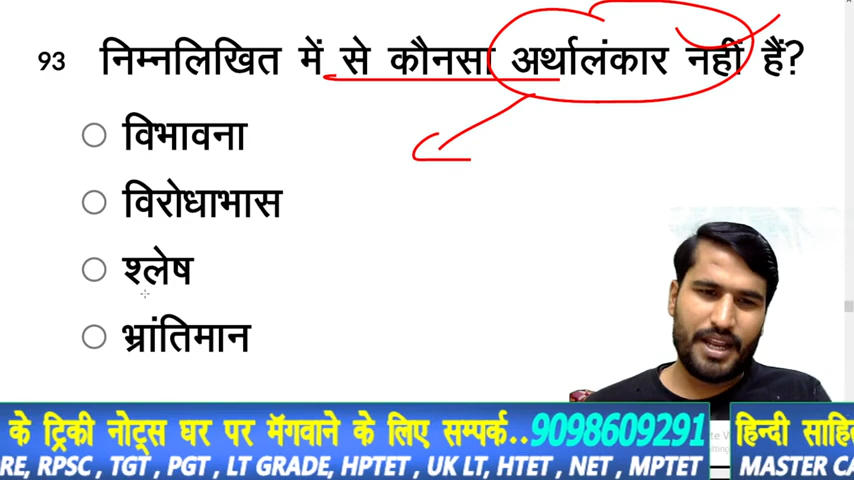 93 निम्नलिखित में से कौनसा अर्थालंकार नहीं हैं?
विभावना
विरोधाभास
श्लेष
भ्रांतिमान
के ट्रिकी नोट्स घर पर मॅगवाने के लिए सम्पर्क..9098609291 हिन्दी साहि
RE, RPSC , TGT , PGT , LT GRADE, HPTET , UK LT, HTET , NET , MPTET MASTER CA